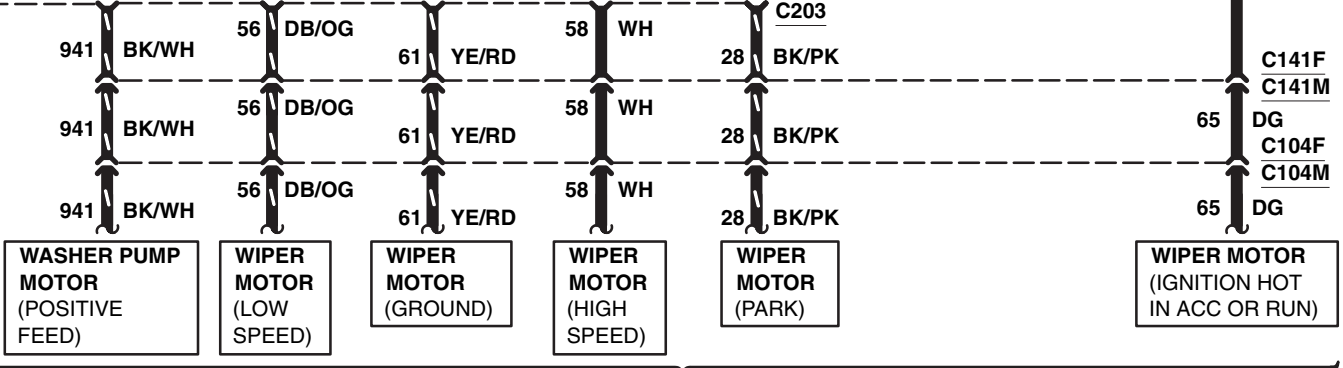 C203
56 DB/OG
58 WH
941 BK/WH
61 YE/RD
28 BK/PK
C141F
C141M
56 DB/OG
58 WH
65 DG
941 BK/WH
61 YE/RD
28 BK/PK
C104F
C104M
56 DB/OG
58 WH
941 BK/WH
61 YE/RD
28 BK/PK
65 DG
WASHER PUMP
MOTOR
(POSITIVE
FEED)
WIPER
MOTOR
(LOW
SPEED)
WIPER
MOTOR
(GROUND)
WIPER
MOTOR
(HIGH
SPEED)
WIPER
MOTOR
(PARK)
WIPER MOTOR
(IGNITION HOT
IN ACC OR RUN)